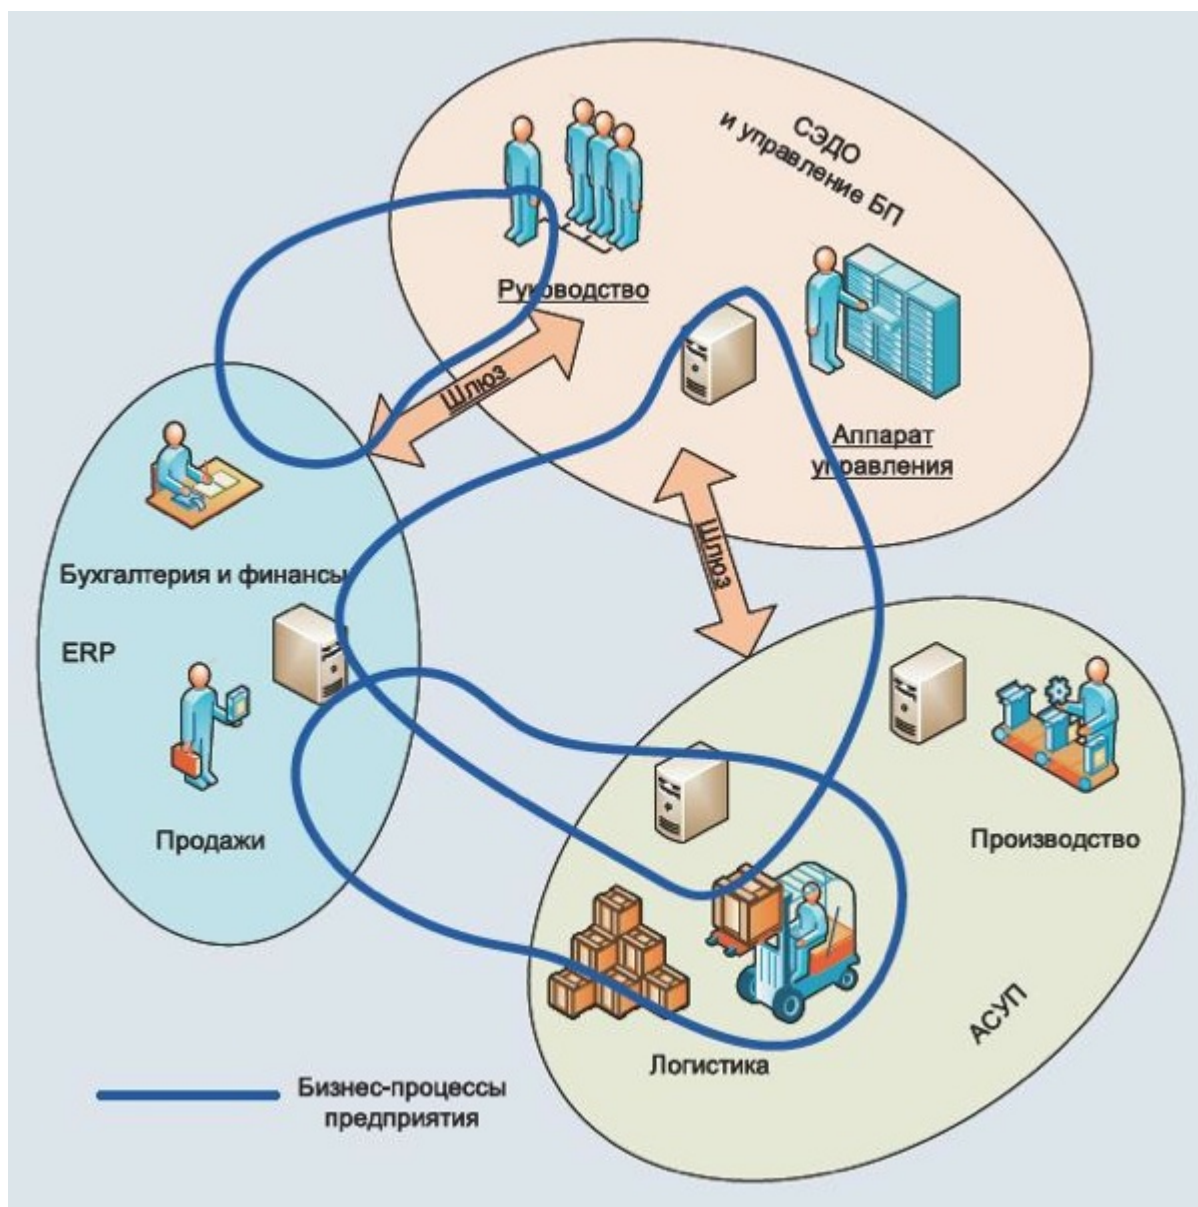 СЭДО
и управление БП
Руководство
Шлюз
Аппарат
управления
Шлюз
Бухгалтерия и финансы
ERP
Продажи
Производство
АСУП
Логистика
Бизнес-процессы
предприятия